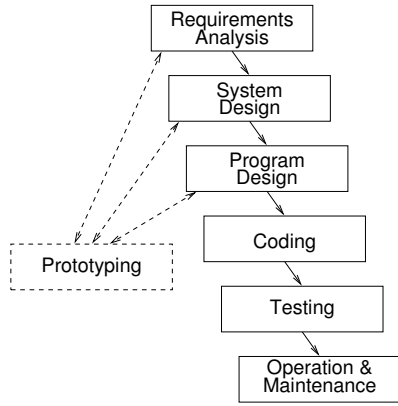 Requirements
Analysis
System
Design
Program
Design
Coding
Prototyping
Testing
Operation &
Maintenance